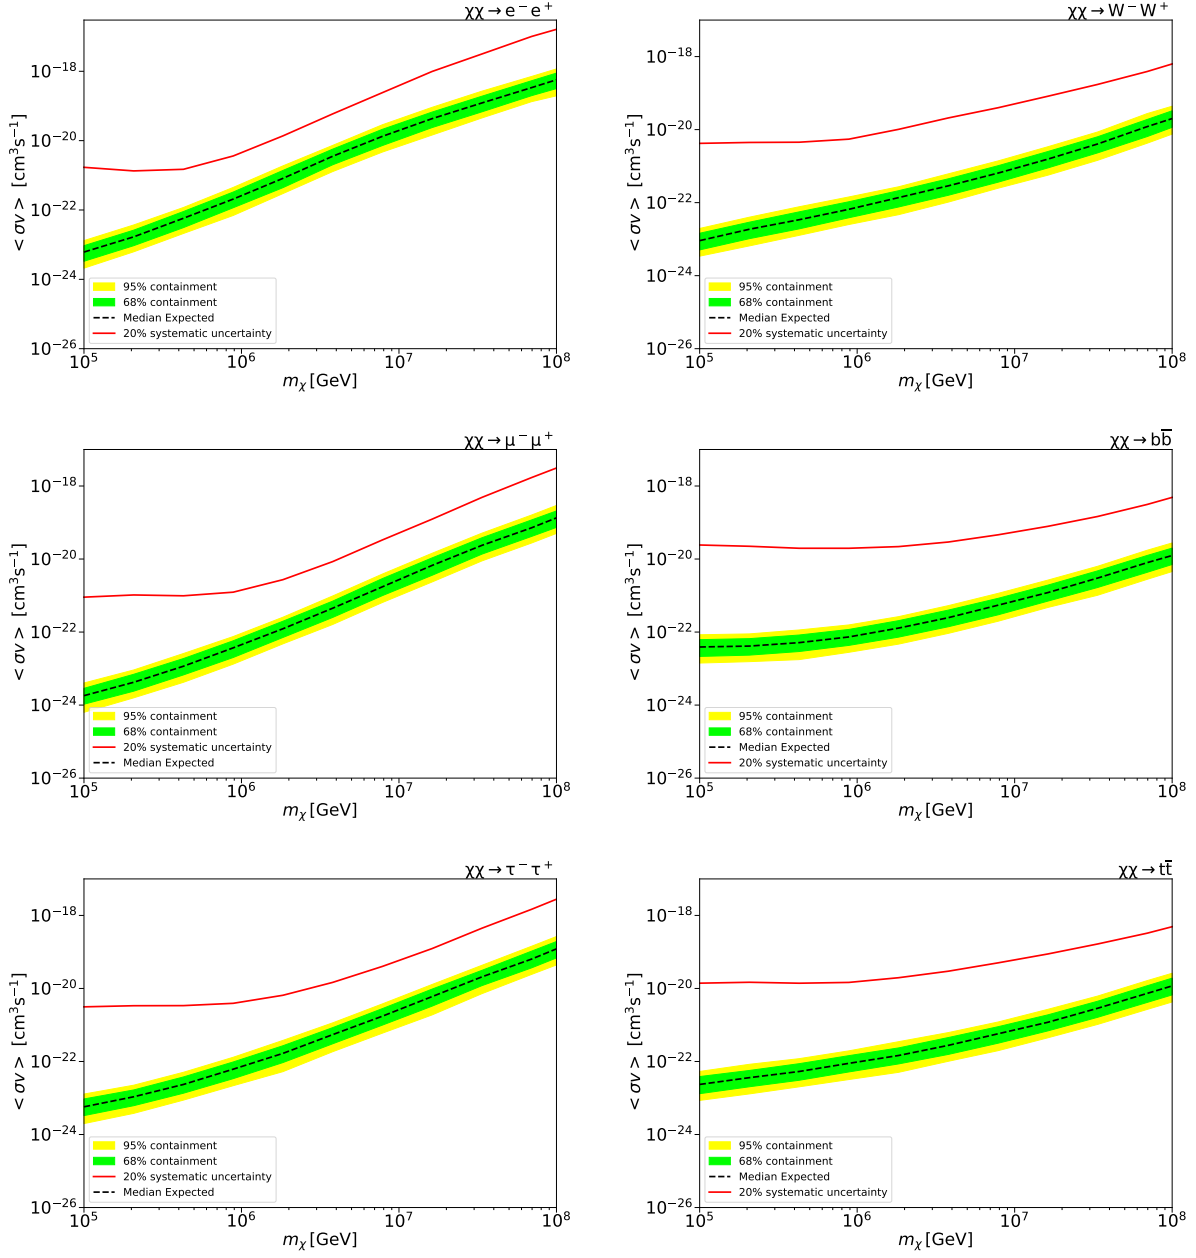 χχ → e⁻e⁺
10⁻¹⁸
10⁻²⁰
10⁻²²
10⁻²⁴
10⁻²⁶
< σv > [cm³s⁻¹]
95% containment
68% containment
Median Expected
20% systematic uncertainty
10⁵ 10⁶ 10⁷ 10⁸
mχ [GeV]
χχ → W⁻W⁺
10⁻¹⁸
10⁻²⁰
10⁻²²
10⁻²⁴
10⁻²⁶
< σv > [cm³s⁻¹]
95% containment
68% containment
Median Expected
20% systematic uncertainty
10⁵ 10⁶ 10⁷ 10⁸
mχ [GeV]
χχ → μ⁻μ⁺
10⁻¹⁸
10⁻²⁰
10⁻²²
10⁻²⁴
10⁻²⁶
< σv > [cm³s⁻¹]
95% containment
68% containment
20% systematic uncertainty
Median Expected
10⁵ 10⁶ 10⁷ 10⁸
mχ [GeV]
χχ → bb̅
10⁻¹⁸
10⁻²⁰
10⁻²²
10⁻²⁴
10⁻²⁶
< σv > [cm³s⁻¹]
95% containment
68% containment
Median Expected
20% systematic uncertainty
10⁵ 10⁶ 10⁷ 10⁸
mχ [GeV]
χχ → τ⁻τ⁺
10⁻¹⁸
10⁻²⁰
10⁻²²
10⁻²⁴
10⁻²⁶
< σv > [cm³s⁻¹]
95% containment
68% containment
20% systematic uncertainty
Median Expected
10⁵ 10⁶ 10⁷ 10⁸
mχ [GeV]
χχ → tt̅
10⁻¹⁸
10⁻²⁰
10⁻²²
10⁻²⁴
10⁻²⁶
< σv > [cm³s⁻¹]
95% containment
68% containment
Median Expected
20% systematic uncertainty
10⁵ 10⁶ 10⁷ 10⁸
mχ [GeV]